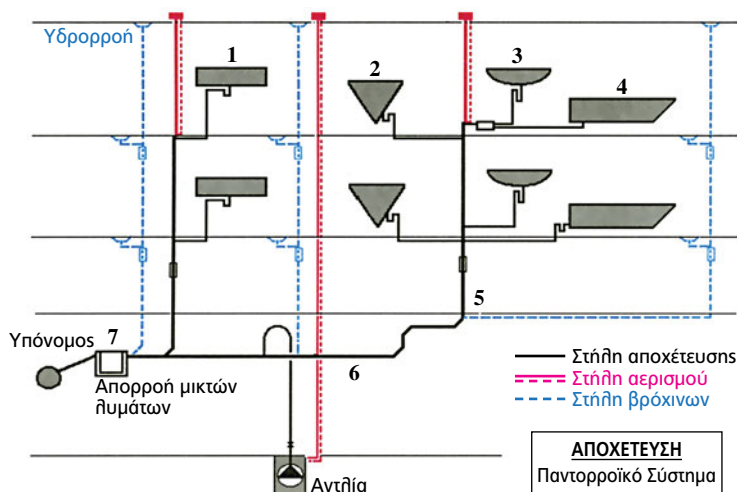 Υδρορροή
1
2
3
4
5
Υπόνομος
7
6
Απορροή μικτών
λυμάτων
Στήλη αποχέτευσης
Στήλη αερισμού
Στήλη βρόχινων
ΑΠΟΧΕΤΕΥΣΗ
Παντορροϊκό Σύστημα
Αντλία